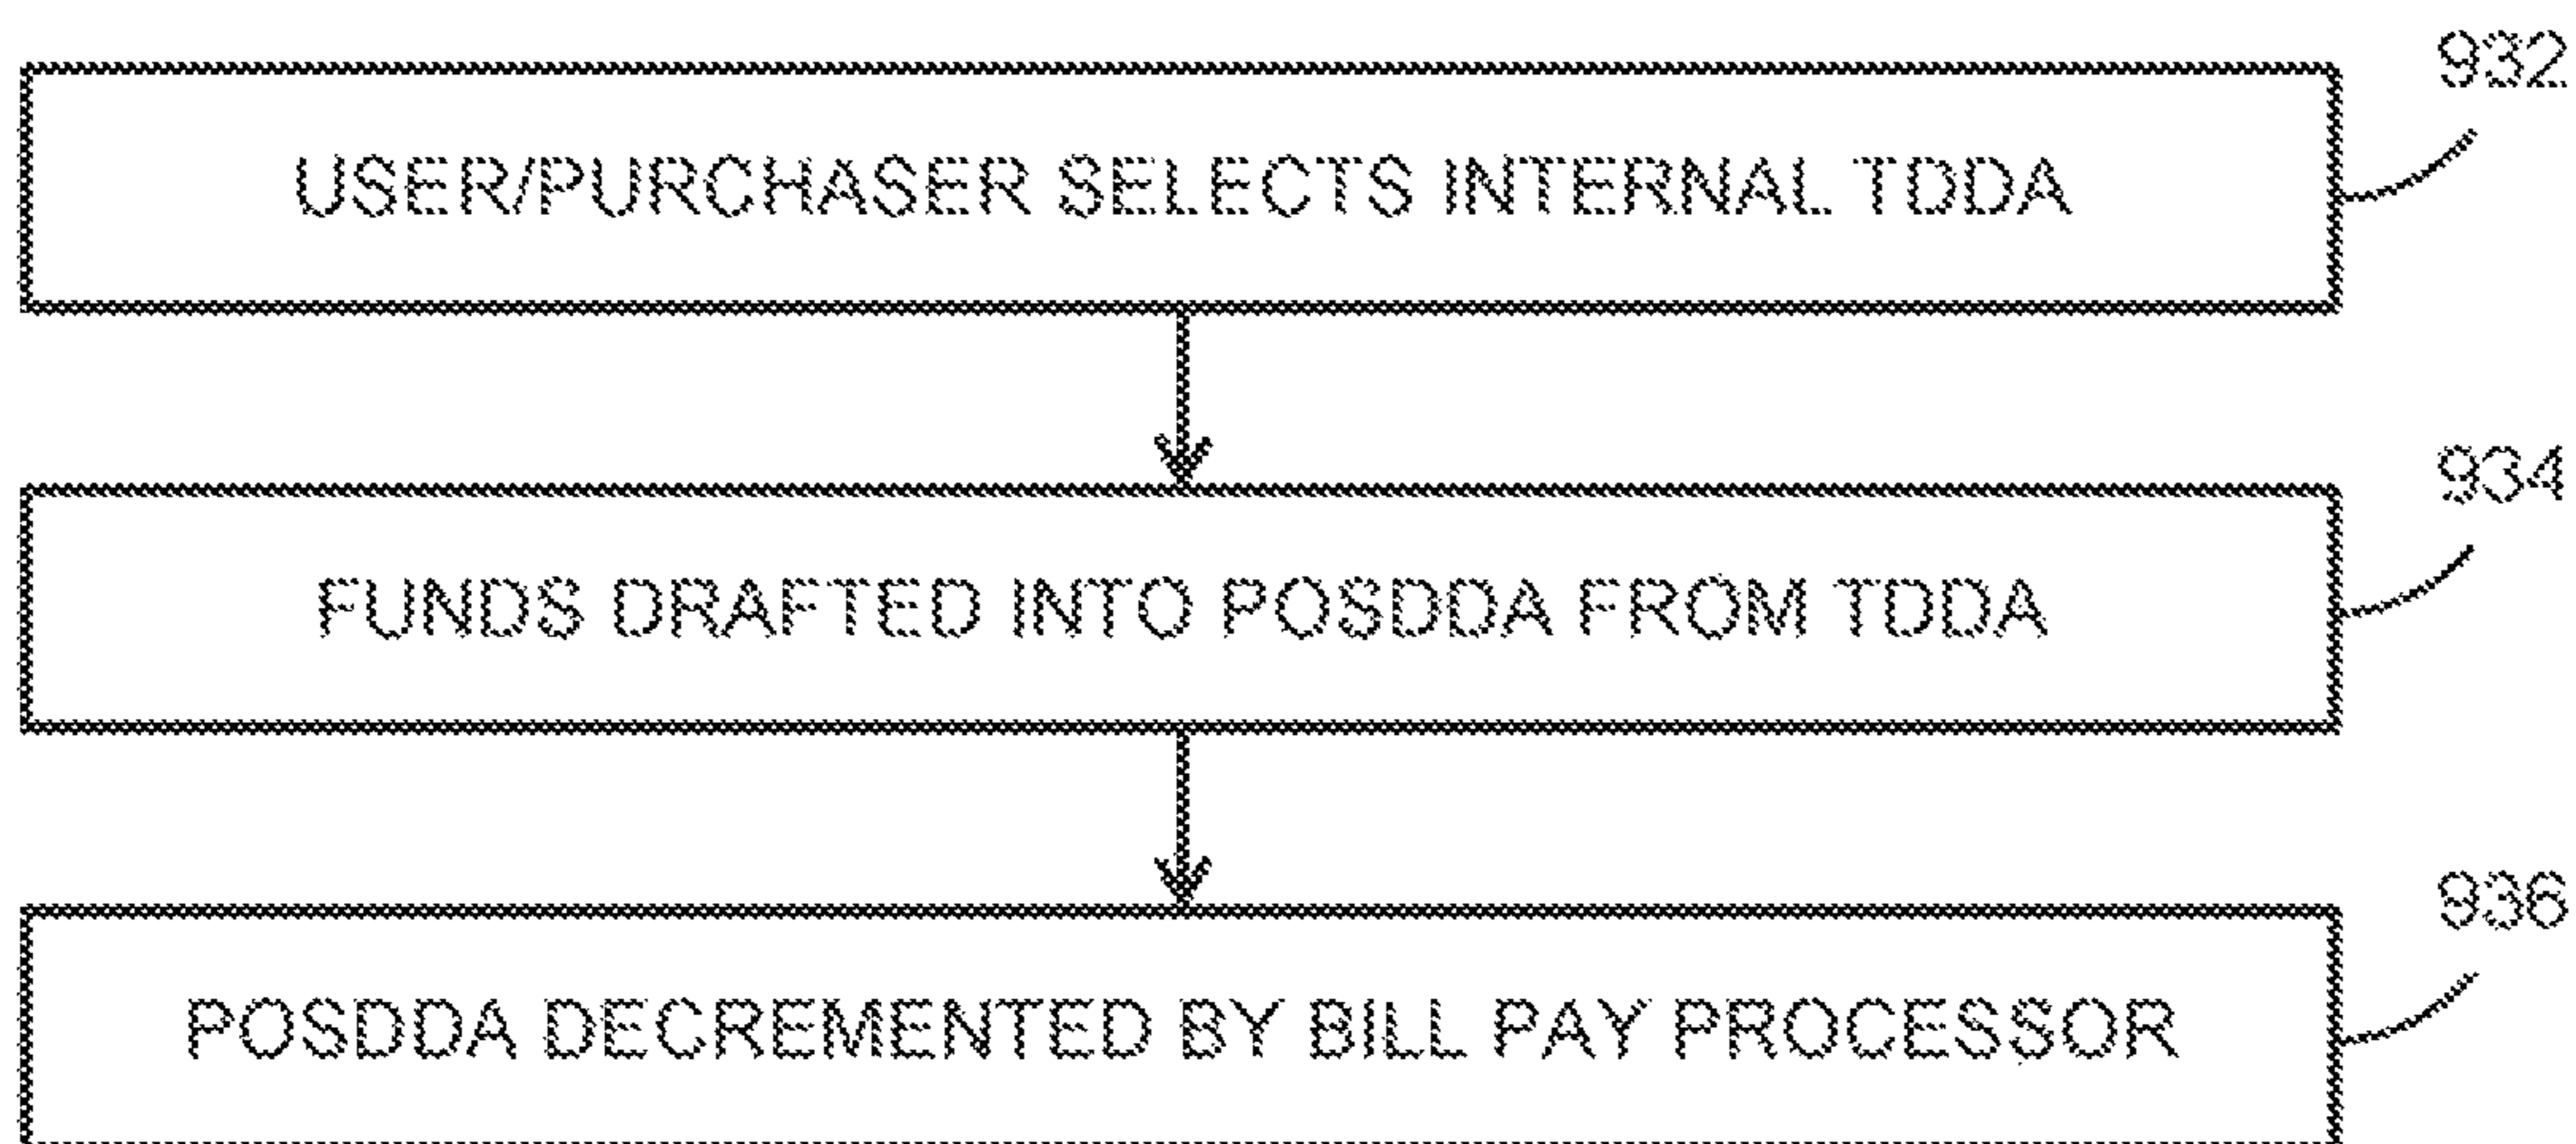 932
USER/PURCHASER SELECTS INTERNAL TDDA
934
FUNDS DRAFTED INTO POSDDA FROM TDDA
936
POSDDA DECREMENTED BY BILL PAY PROCESSOR